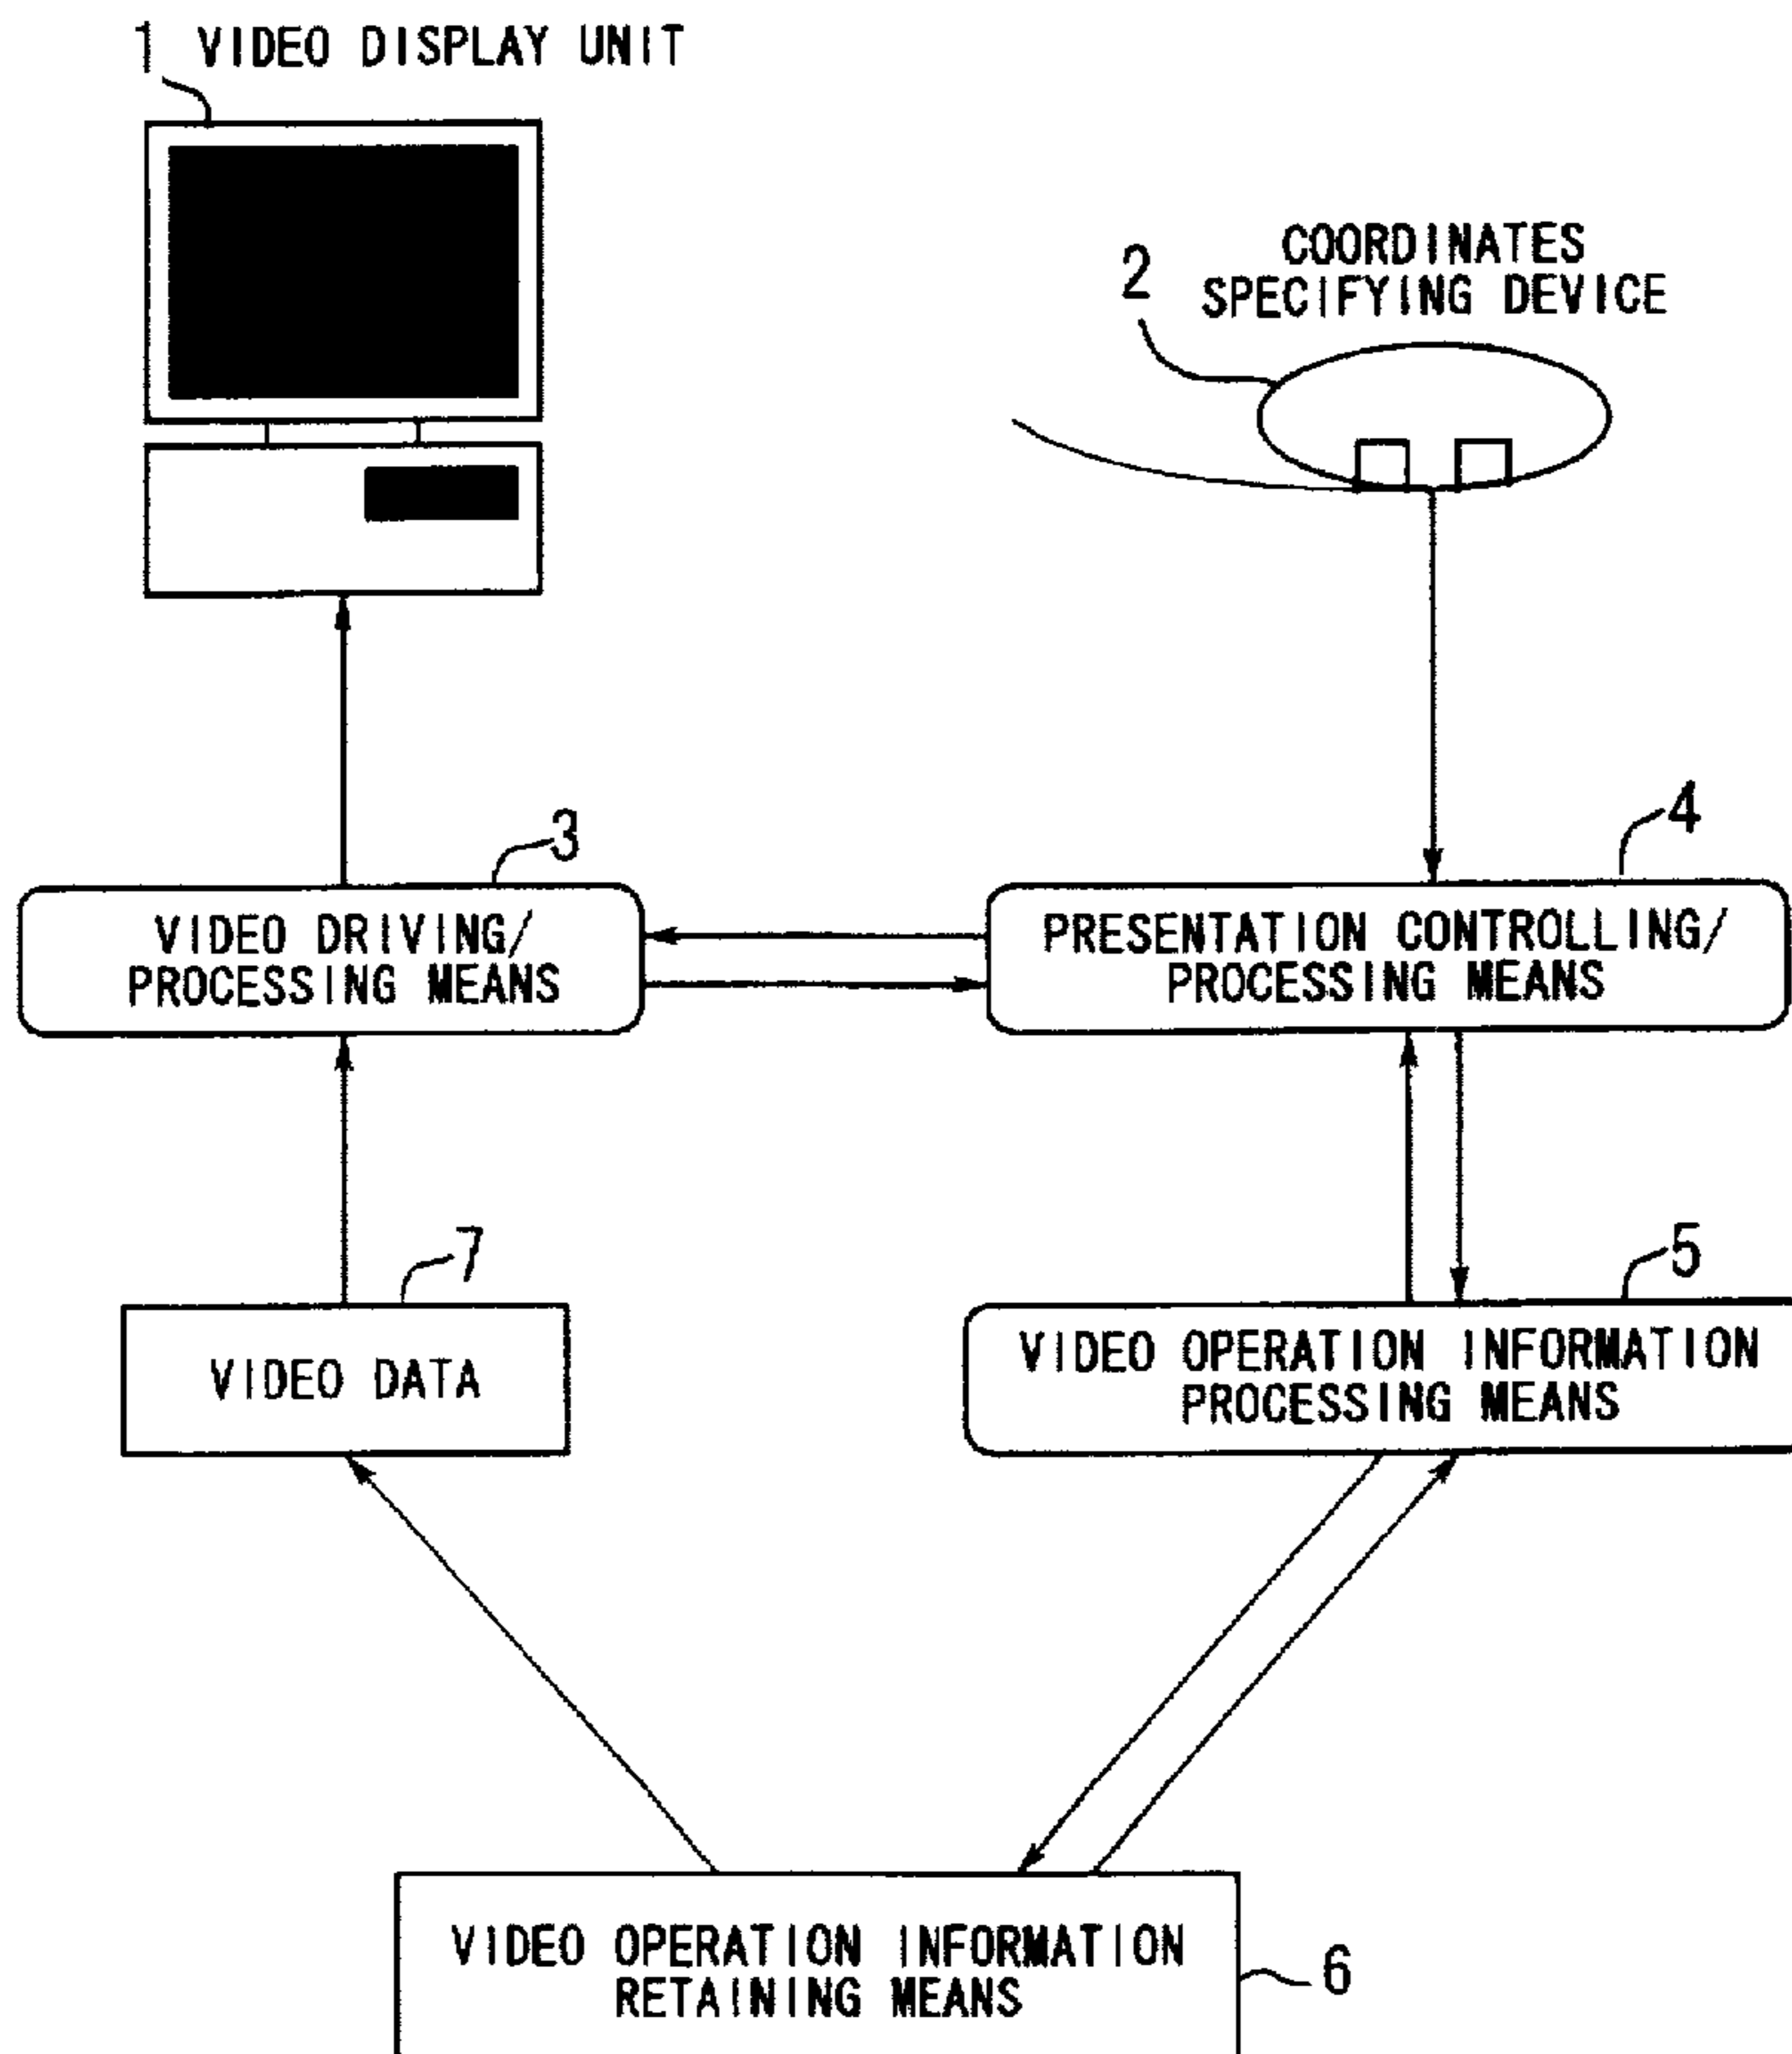 1 VIDEO DISPLAY UNIT
2
COORDINATES
SPECIFYING DEVICE
3
4
VIDEO DRIVING/
PROCESSING MEANS
PRESENTATION CONTROLLING/
PROCESSING MEANS
7
5
VIDEO DATA
VIDEO OPERATION INFORMATION
PROCESSING MEANS
VIDEO OPERATION INFORMATION
RETAINING MEANS
6